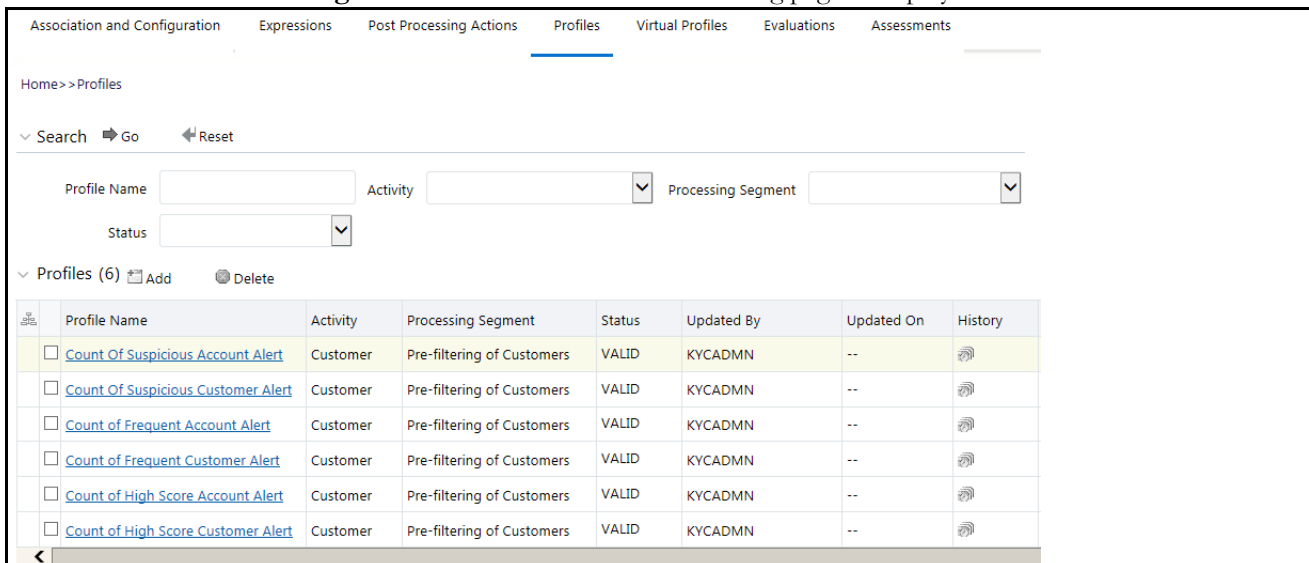 Association and Configuration Expressions Post Processing Actions Profiles Virtual Profiles Evaluations Assessments
Home>>Profiles
Search Go Reset
Profile Name Activity Processing Segment
Status
Profiles (6) Add Delete
Profile Name Activity Processing Segment Status Updated By Updated On History
Count Of Suspicious Account Alert Customer Pre-filtering of Customers VALID KYCADMN --
Count Of Suspicious Customer Alert Customer Pre-filtering of Customers VALID KYCADMN --
Count of Frequent Account Alert Customer Pre-filtering of Customers VALID KYCADMN --
Count of Frequent Customer Alert Customer Pre-filtering of Customers VALID KYCADMN --
Count of High Score Account Alert Customer Pre-filtering of Customers VALID KYCADMN --
Count of High Score Customer Alert Customer Pre-filtering of Customers VALID KYCADMN --